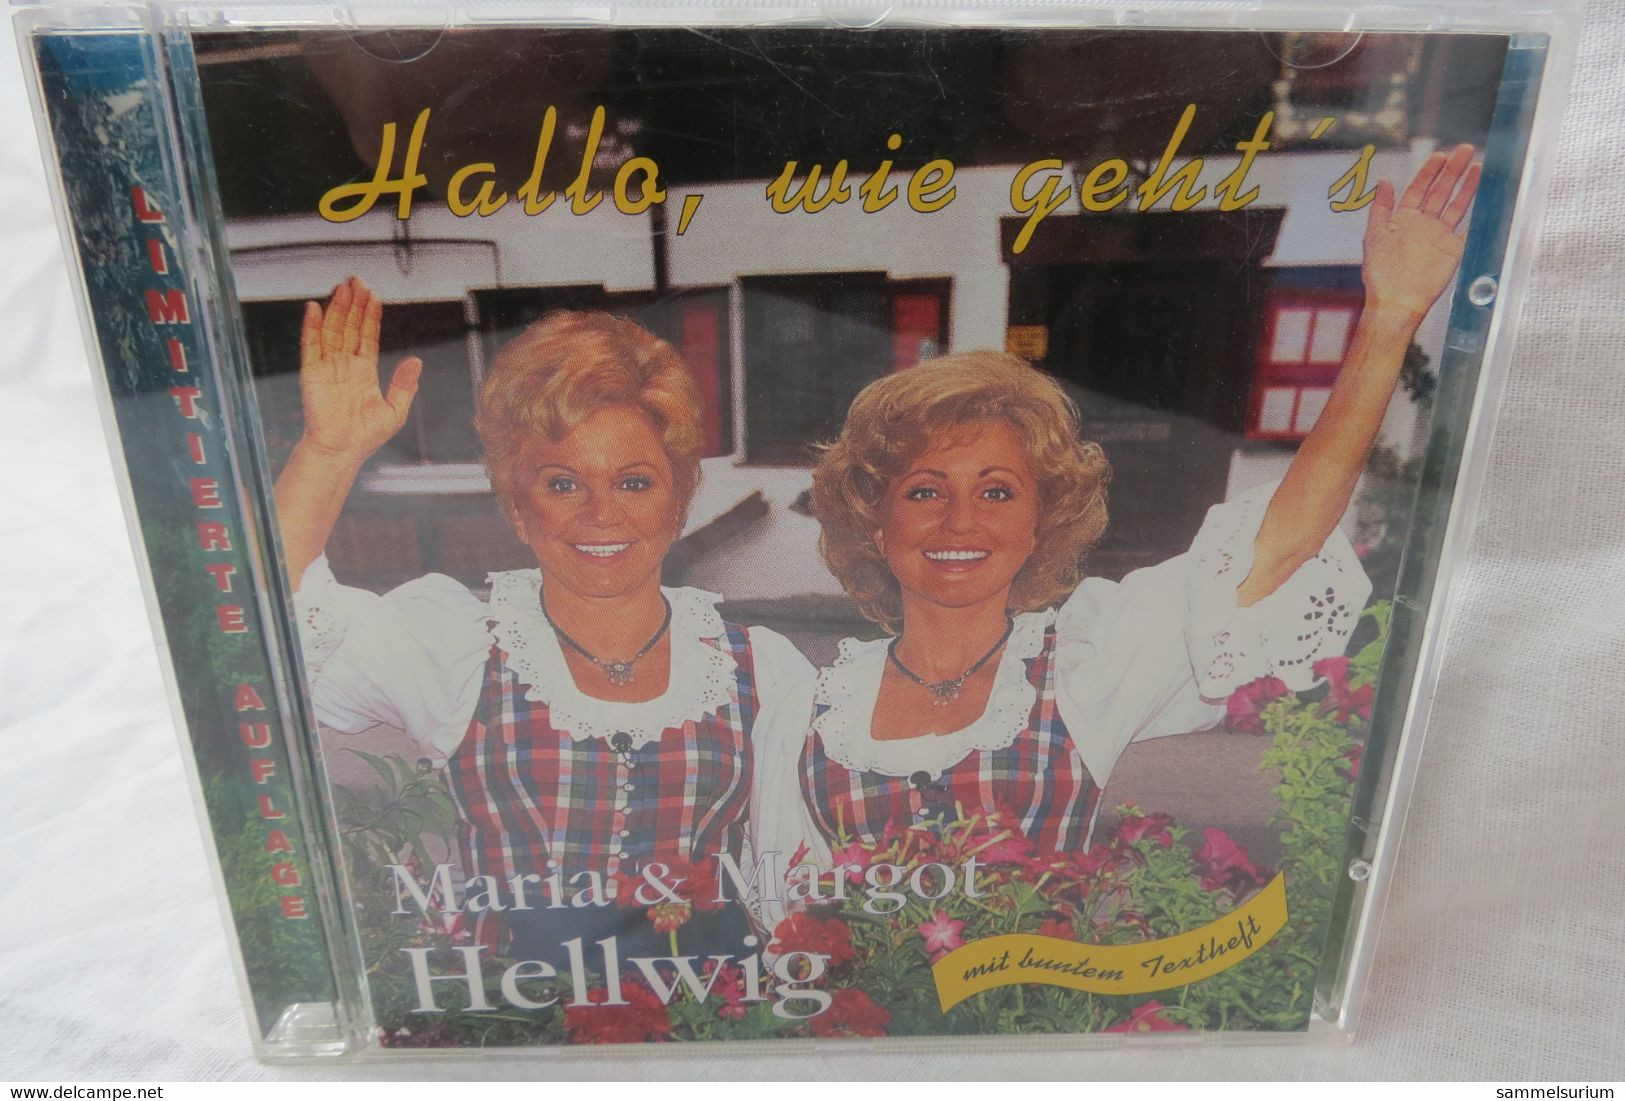 Hallo, wie geht´s
LIMITIERTE AUFLAGE
Maria & Margot
Hellwig
mit buntem Textheft
www.delcampe.net
sammelsurium